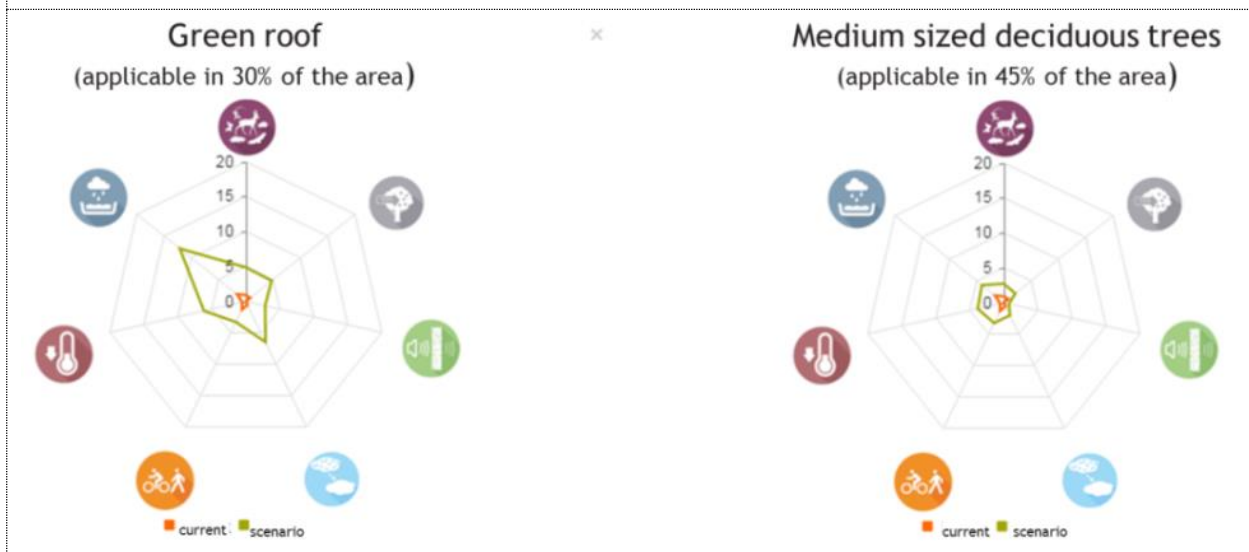 Green roof
(applicable in 30% of the area)
20
15
10
5
0
current
scenario
×
Medium sized deciduous trees
(applicable in 45% of the area)
20
15
10
5
0
current
scenario